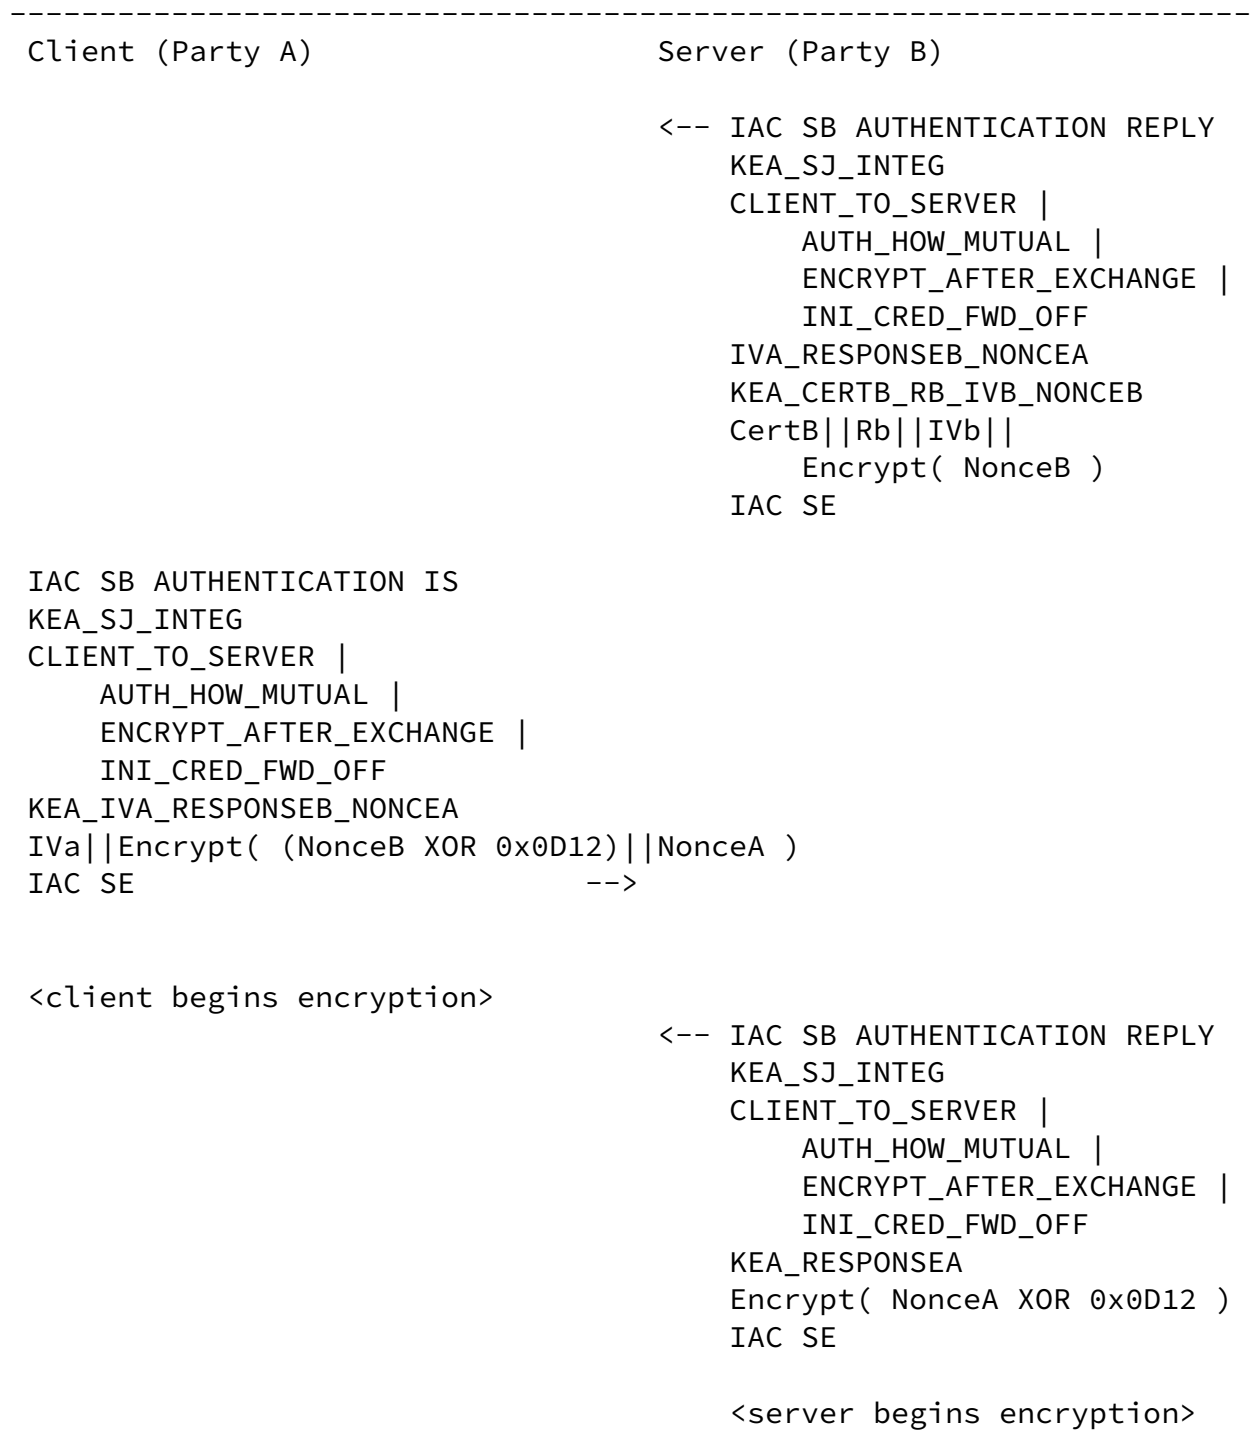 ---------------------------------------------------------------------
Client (Party A)                   Server (Party B)

                                   <-- IAC SB AUTHENTICATION REPLY
                                       KEA_SJ_INTEG
                                       CLIENT_TO_SERVER |
                                           AUTH_HOW_MUTUAL |
                                           ENCRYPT_AFTER_EXCHANGE |
                                           INI_CRED_FWD_OFF
                                       IVA_RESPONSEB_NONCEA
                                       KEA_CERTB_RB_IVB_NONCEB
                                       CertB||Rb||IVb||
                                           Encrypt( NonceB )
                                       IAC SE

IAC SB AUTHENTICATION IS
KEA_SJ_INTEG
CLIENT_TO_SERVER |
    AUTH_HOW_MUTUAL |
    ENCRYPT_AFTER_EXCHANGE |
    INI_CRED_FWD_OFF
KEA_IVA_RESPONSEB_NONCEA
IVa||Encrypt( (NonceB XOR 0x0D12)||NonceA )
IAC SE                         -->

<client begins encryption>
                                   <-- IAC SB AUTHENTICATION REPLY
                                       KEA_SJ_INTEG
                                       CLIENT_TO_SERVER |
                                           AUTH_HOW_MUTUAL |
                                           ENCRYPT_AFTER_EXCHANGE |
                                           INI_CRED_FWD_OFF
                                       KEA_RESPONSEA
                                       Encrypt( NonceA XOR 0x0D12 )
                                       IAC SE

                                       <server begins encryption>